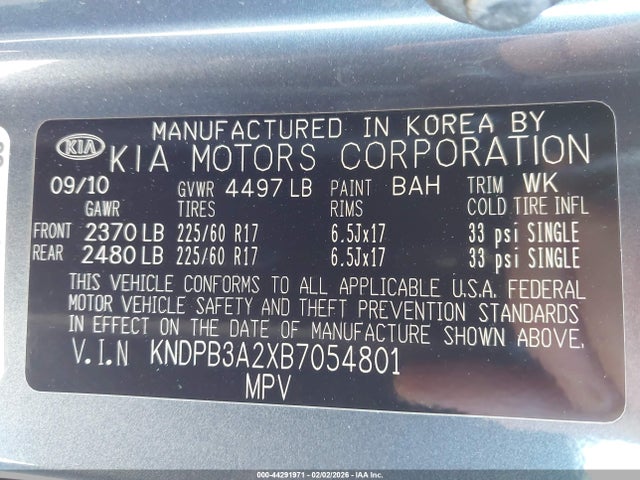 MANUFACTURED IN KOREA BY
KIA KIA MOTORS CORPORATION
09/10 GVWR 4497 LB PAINT BAH TRIM WK
GAWR TIRES RIMS COLD TIRE INFL
FRONT 2370 LB 225/60 R17 6.5Jx17 33 psi SINGLE
REAR 2480 LB 225/60 R17 6.5Jx17 33 psi SINGLE
THIS VEHICLE CONFORMS TO ALL APPLICABLE U.S.A. FEDERAL
MOTOR VEHICLE SAFETY AND THEFT PREVENTION STANDARDS
IN EFFECT ON THE DATE OF MANUFACTURE SHOWN ABOVE.
V.I.N KNDPB3A2XB7054801
MPV
000-44291971 - 02/02/2026 - IAA Inc.